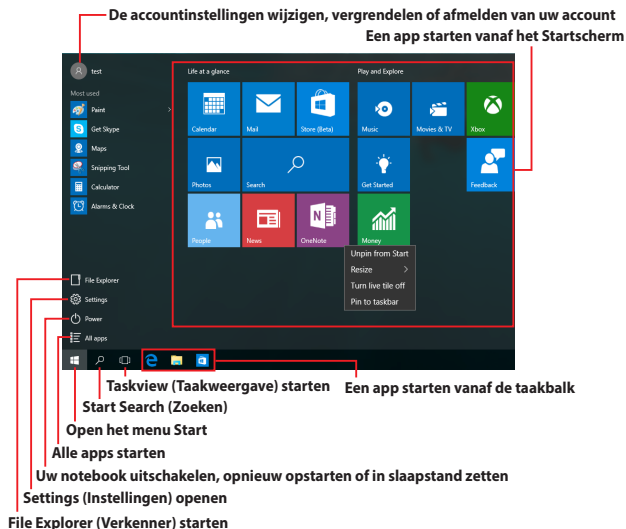 De accountinstellingen wijzigen, vergrendelen of afmelden van uw account
Een app starten vanaf het Startscherm
test
Most used
Paint
Get Skype
Maps
Snipping Tool
Calculator
Alarms & Clock
File Explorer
Settings
Power
All apps
Life at a glance
Calendar
Mail
Store (Beta)
Photos
Search
People
News
OneNote
Play and Explore
Music
Movies & TV
Xbox
Get Started
Feedback
Money
Unpin from Start
Resize
Turn live tile off
Pin to taskbar
Taskview (Taakweergave) starten
Een app starten vanaf de taakbalk
Start Search (Zoeken)
Open het menu Start
Alle apps starten
Uw notebook uitschakelen, opnieuw opstarten of in slaapstand zetten
Settings (Instellingen) openen
File Explorer (Verkenner) starten